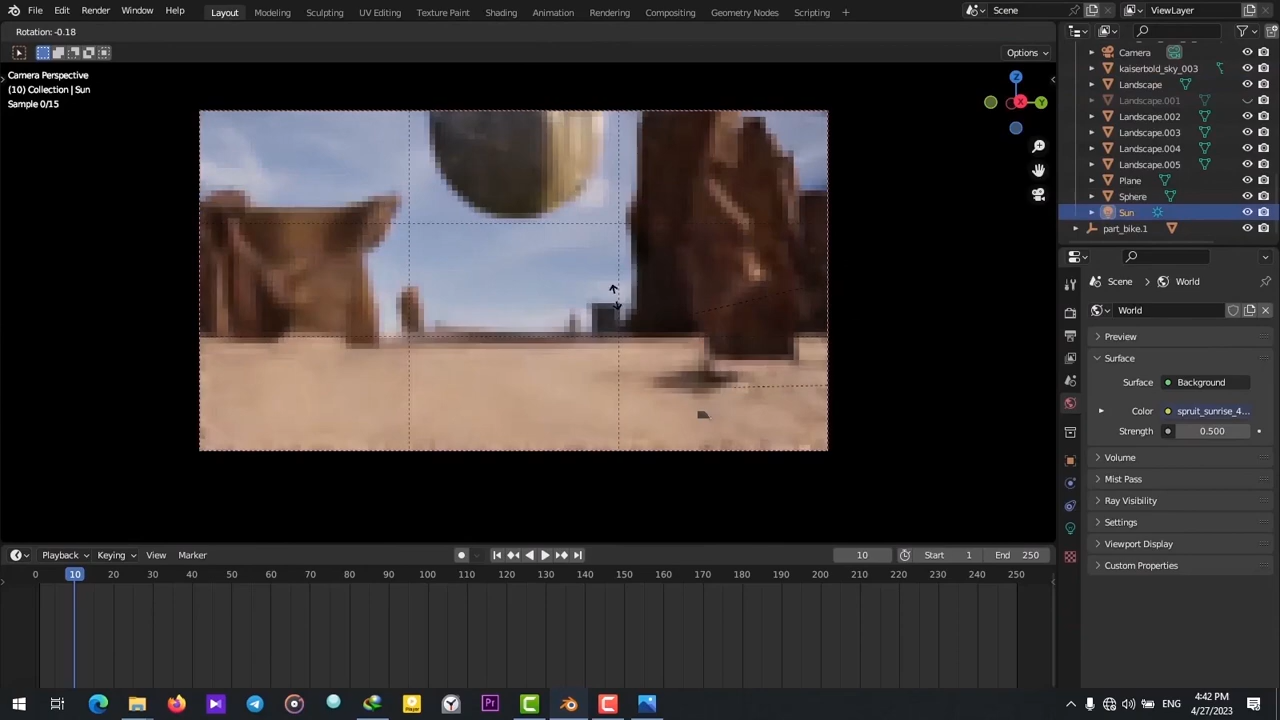 File Edit Render Window Help Layout Modeling Sculpting UV Editing Texture Paint Shading Animation Rendering Compositing Geometry Nodes Scripting + Scene ViewLayer
Rotation: -0.18
Options
Camera Perspective
(10) Collection | Sun
Sample 0/15
Z
X
Y
Camera
kaiserbold_sky_003
Landscape
Landscape.001
Landscape.002
Landscape.003
Landscape.004
Landscape.005
Plane
Sphere
Sun
part_bike.1
Scene > World
World
Preview
Surface
Surface Background
Color spruit_sunrise_4...
Strength 0.500
Volume
Mist Pass
Ray Visibility
Settings
Viewport Display
Custom Properties
Playback Keying View Marker 10 Start 1 End 250
0 10 20 30 40 50 60 70 80 90 100 110 120 130 140 150 160 170 180 190 200 210 220 230 240 250
Pr
ENG
4:42 PM
4/27/2023